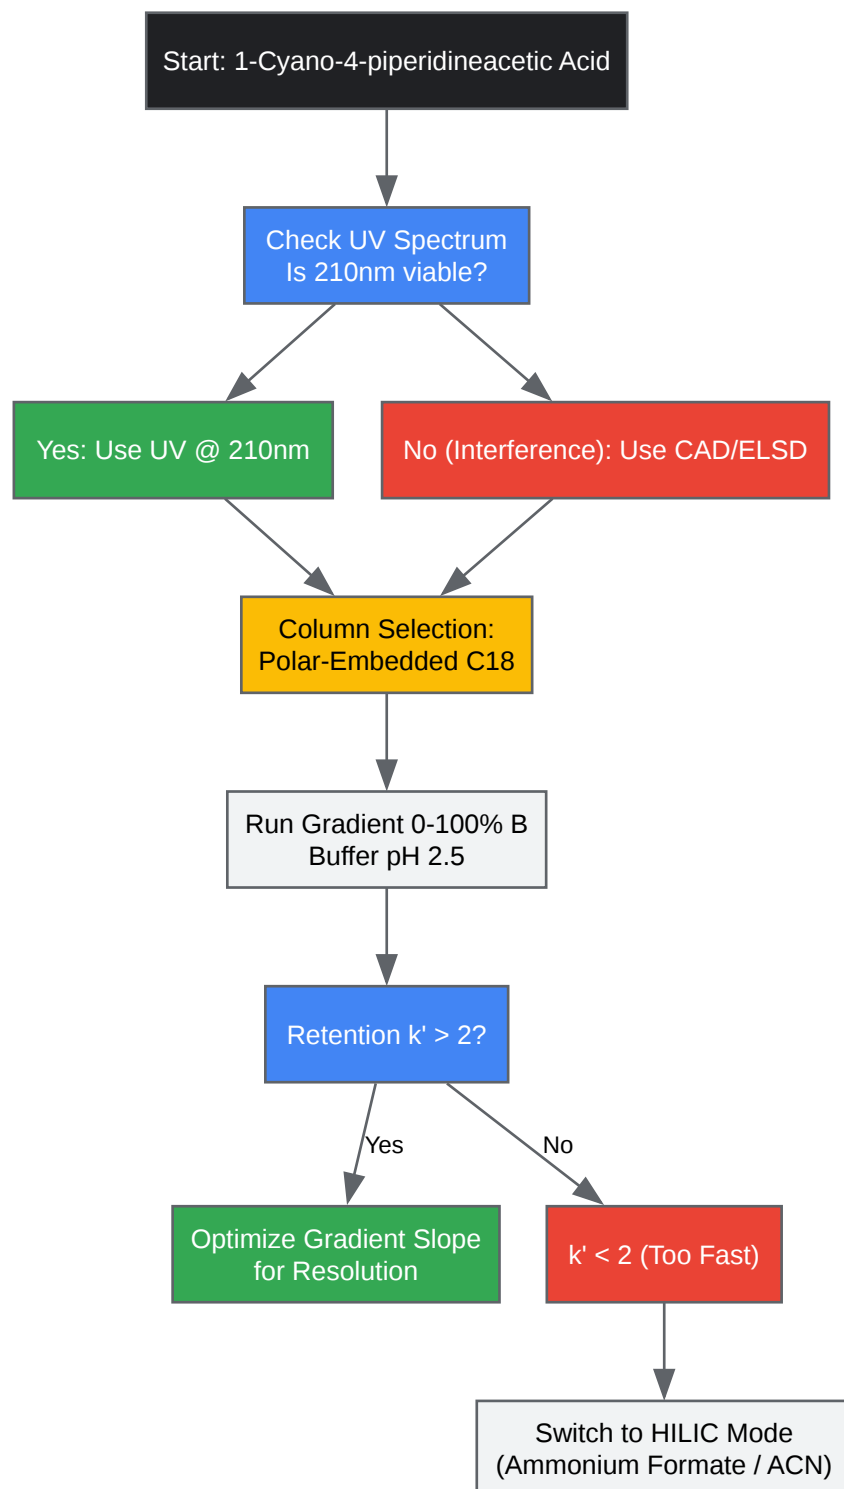 Start: 1-Cyano-4-piperidineacetic Acid
Check UV Spectrum
Is 210nm viable?
Yes: Use UV @ 210nm
No (Interference): Use CAD/ELSD
Column Selection:
Polar-Embedded C18
Run Gradient 0-100% B
Buffer pH 2.5
Retention k' > 2?
Yes
No
Optimize Gradient Slope
for Resolution
k' < 2 (Too Fast)
Switch to HILIC Mode
(Ammonium Formate / ACN)